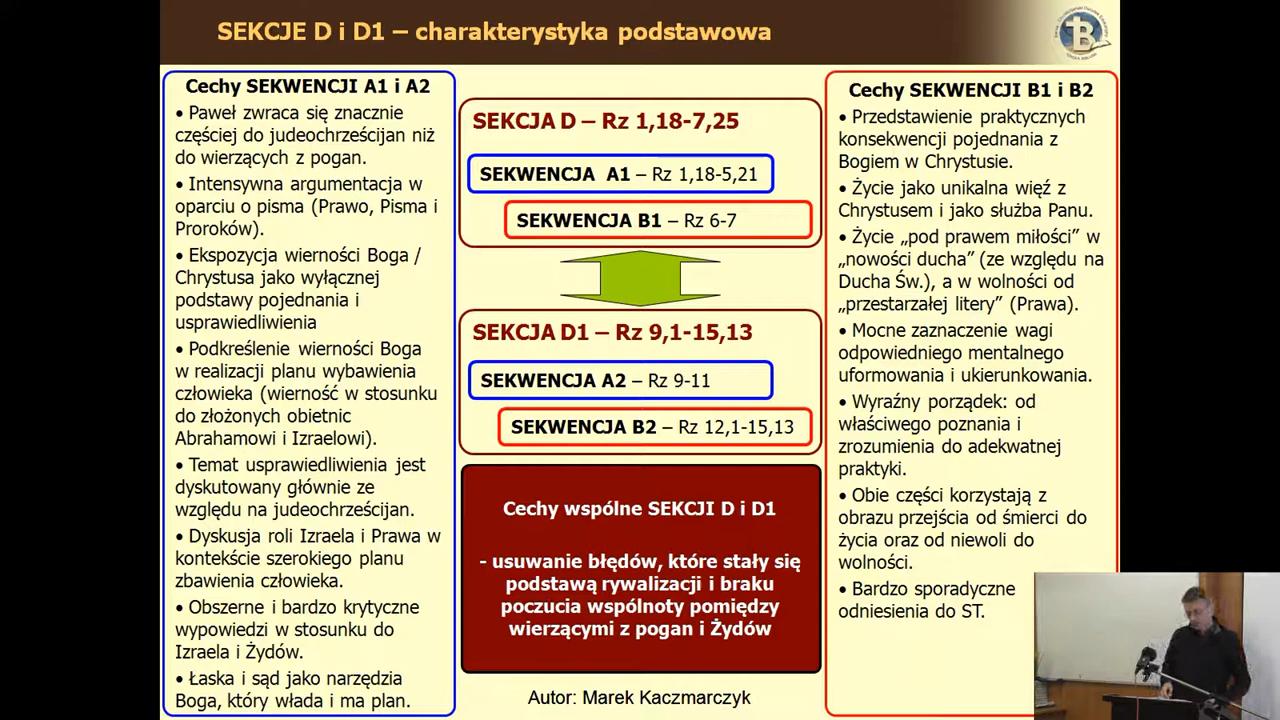 SEKCJE D i D1 – charakterystyka podstawowa
Cechy SEKWENCJI A1 i A2
• Paweł zwraca się znacznie
częściej do judeochrześcijan niż
do wierzących z pogan.
• Intensywna argumentacja w
oparciu o pisma (Prawo, Pisma i
Proroków).
• Ekspozycja wierności Boga /
Chrystusa jako wyłącznej
podstawy pojednania i
usprawiedliwienia
• Podkreślenie wierności Boga
w realizacji planu wybawienia
człowieka (wierność w stosunku
do złożonych obietnic
Abrahamowi i Izraelowi).
• Temat usprawiedliwienia jest
dyskutowany głównie ze
względu na judeochrześcijan.
• Dyskusja roli Izraela i Prawa w
kontekście szerokiego planu
zbawienia człowieka.
• Obszerne i bardzo krytyczne
wypowiedzi w stosunku do
Izraela i Żydów.
• Łaska i sąd jako narzędzia
Boga, który włada i ma plan.
SEKCJA D – Rz 1,18-7,25
SEKWENCJA A1 – Rz 1,18-5,21
SEKWENCJA B1 – Rz 6-7
SEKCJA D1 – Rz 9,1-15,13
SEKWENCJA A2 – Rz 9-11
SEKWENCJA B2 – Rz 12,1-15,13
Cechy wspólne SEKCJI D i D1
- usuwanie błędów, które stały się
podstawą rywalizacji i braku
poczucia wspólnoty pomiędzy
wierzącymi z pogan i Żydów
Autor: Marek Kaczmarczyk
Cechy SEKWENCJI B1 i B2
• Przedstawienie praktycznych
konsekwencji pojednania z
Bogiem w Chrystusie.
• Życie jako unikalna więź z
Chrystusem i jako służba Panu.
• Życie „pod prawem miłości” w
„nowości ducha” (ze względu na
Ducha Św.), a w wolności od
„przestarzałej litery” (Prawa).
• Mocne zaznaczenie wagi
odpowiedniego mentalnego
uformowania i ukierunkowania.
• Wyraźny porządek: od
właściwego poznania i
zrozumienia do adekwatnej
praktyki.
• Obie części korzystają z
obrazu przejścia od śmierci do
życia oraz od niewoli do
wolności.
• Bardzo sporadyczne
odniesienia do ST.